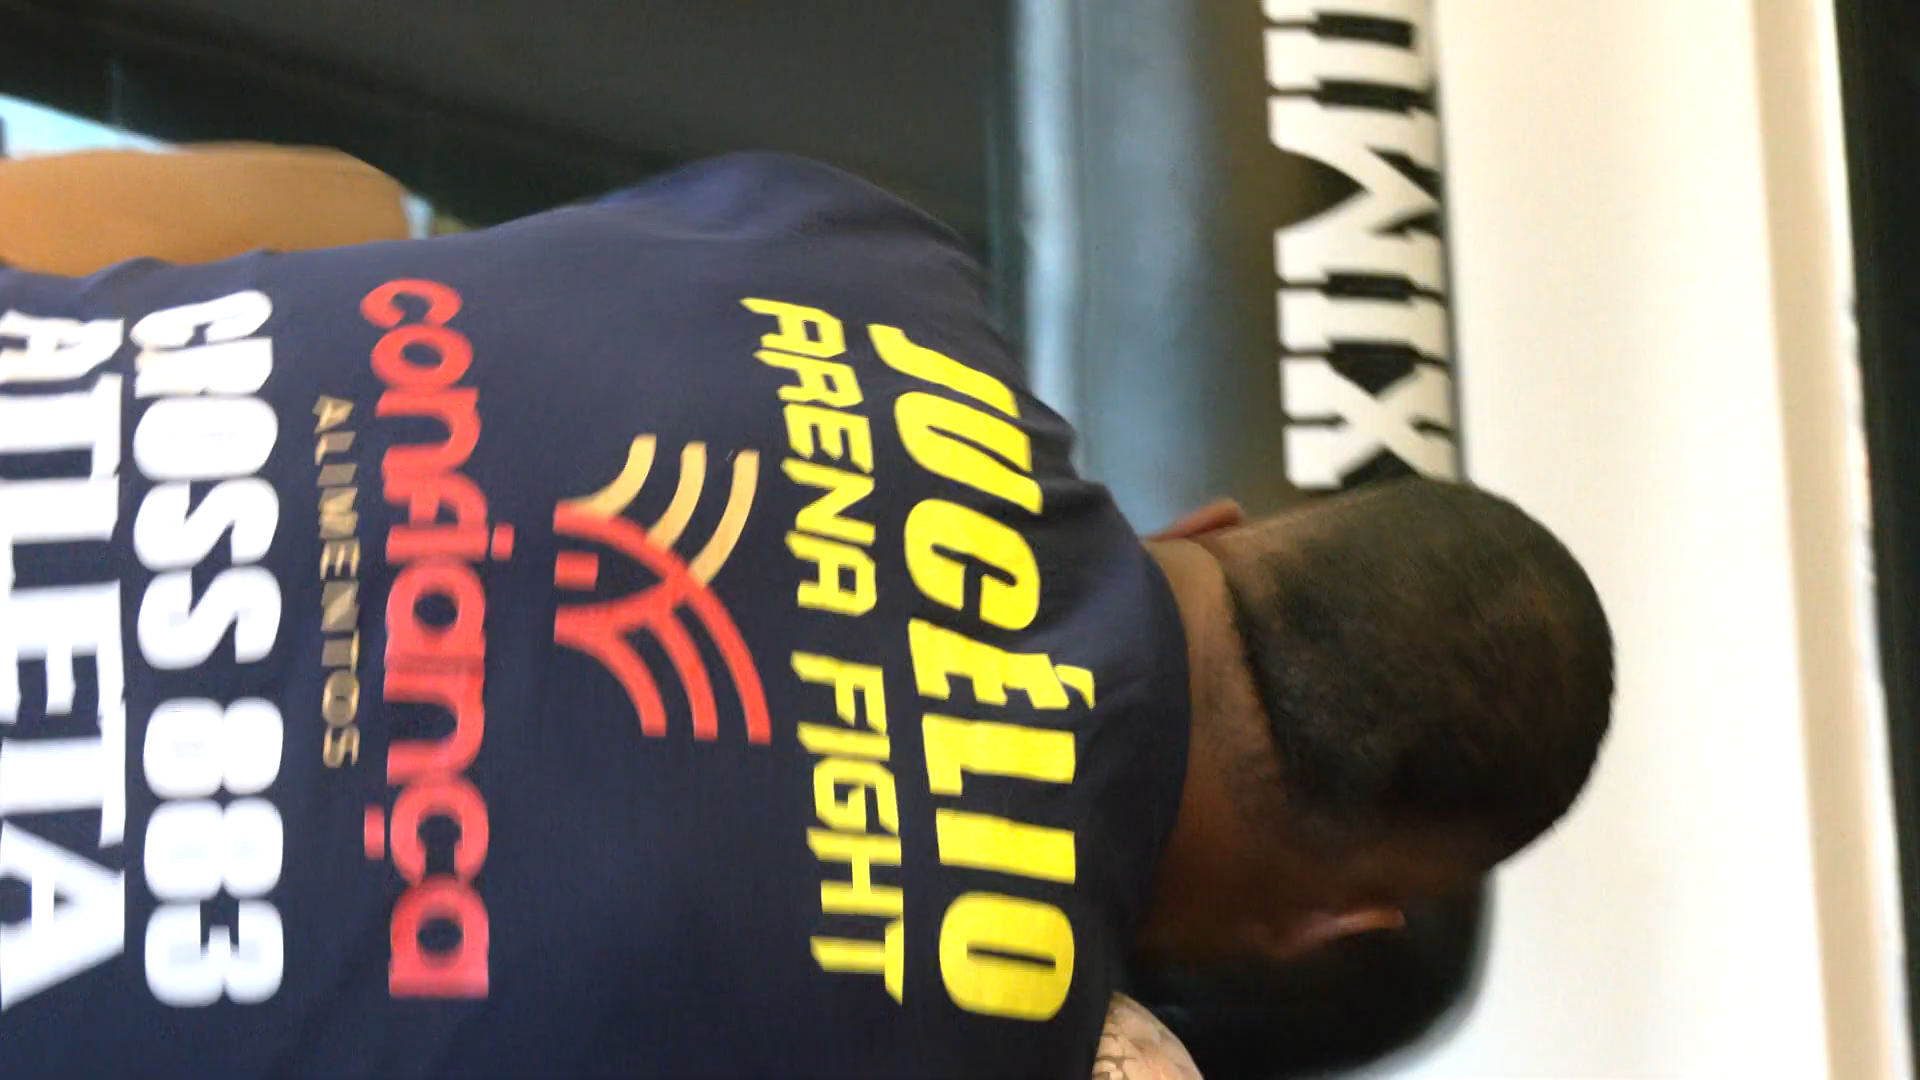 JUCÉLIO
ARENA FIGHT
confiança
ALIMENTOS
CROSS 883
ATLETA